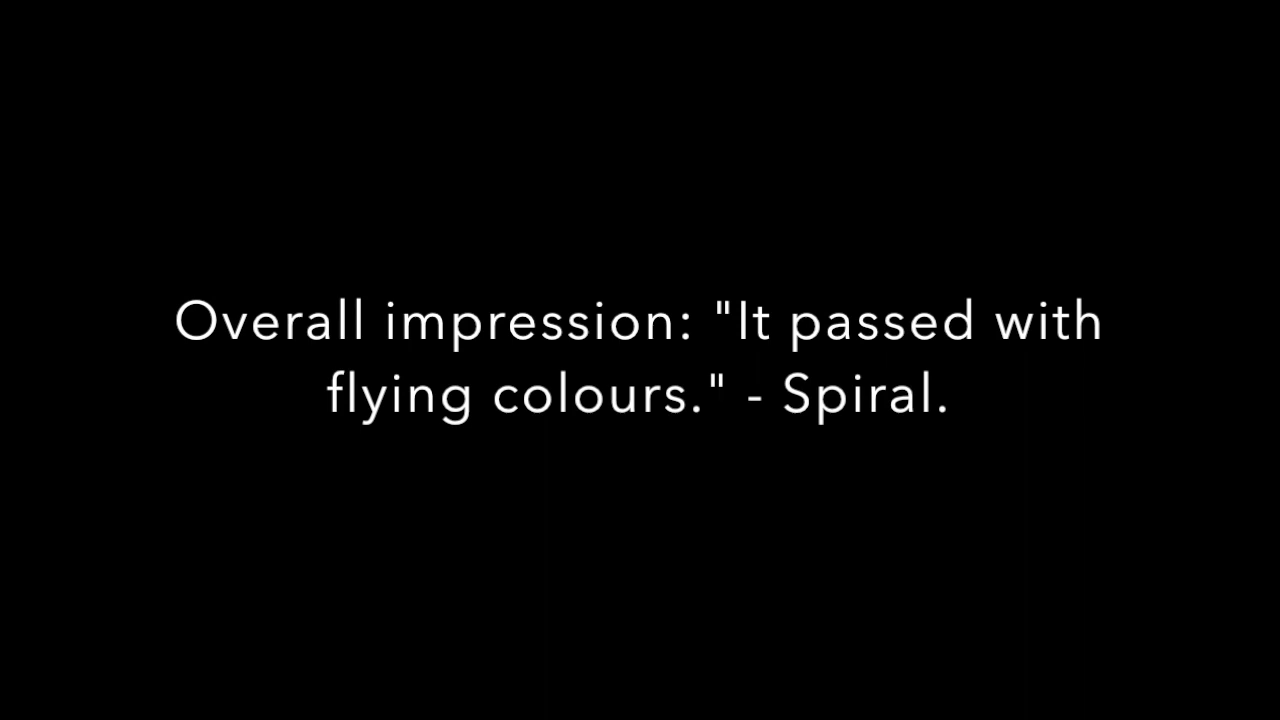 Overall impression: "It passed with
flying colours." - Spiral.